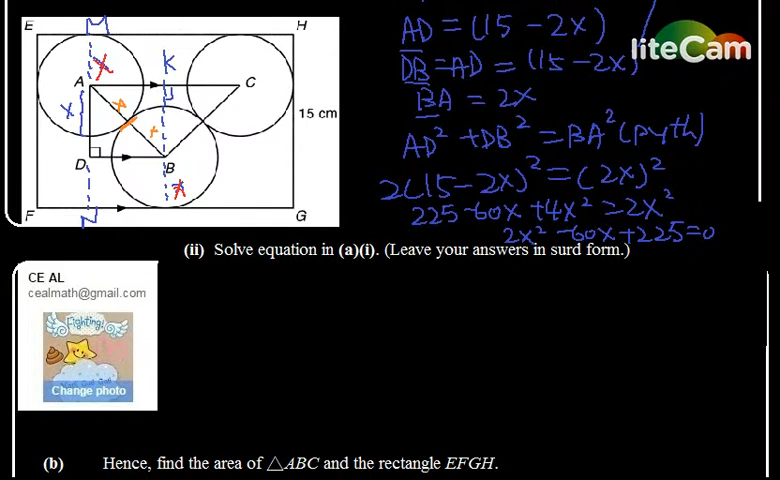 E
M
H
X
K
A
C
X
x
x
15 cm
D
B
X
F
N
G
AD = (15 - 2x)
DB = AD = (15 - 2x)
BA = 2x
AD² + DB² = BA² (pyth)
2(15 - 2x)² = (2x)²
225 - 60x + 4x² = 2x²
2x² - 60x + 225 = 0
liteCam
(ii) Solve equation in (a)(i). (Leave your answers in surd form.)
CE AL
cealmath@gmail.com
Fighting!
Change photo
(b) Hence, find the area of △ABC and the rectangle EFGH.